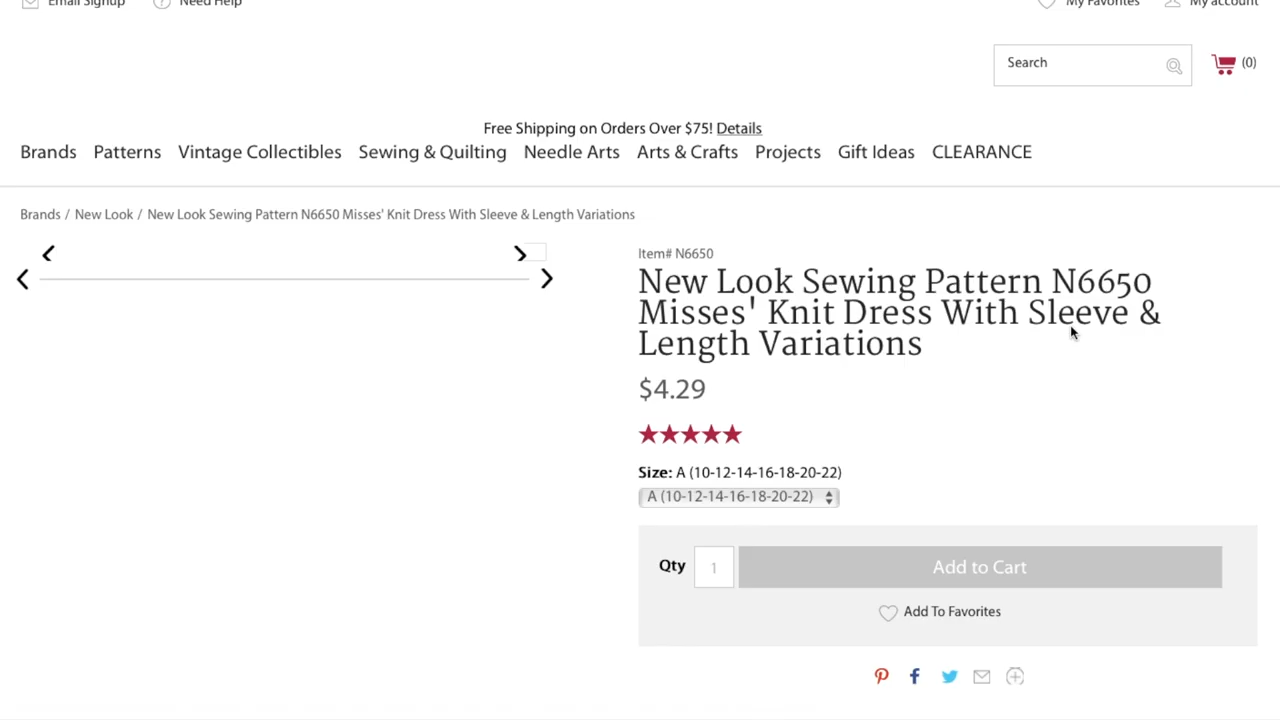 Email Signup
Need Help
My Favorites
My account
Search
(0)
Free Shipping on Orders Over $75! Details
Brands Patterns Vintage Collectibles Sewing & Quilting Needle Arts Arts & Crafts Projects Gift Ideas CLEARANCE
Brands / New Look / New Look Sewing Pattern N6650 Misses' Knit Dress With Sleeve & Length Variations
Item# N6650
New Look Sewing Pattern N6650
Misses' Knit Dress With Sleeve &
Length Variations
$4.29
Size: A (10-12-14-16-18-20-22)
A (10-12-14-16-18-20-22)
Qty 1 Add to Cart
Add To Favorites